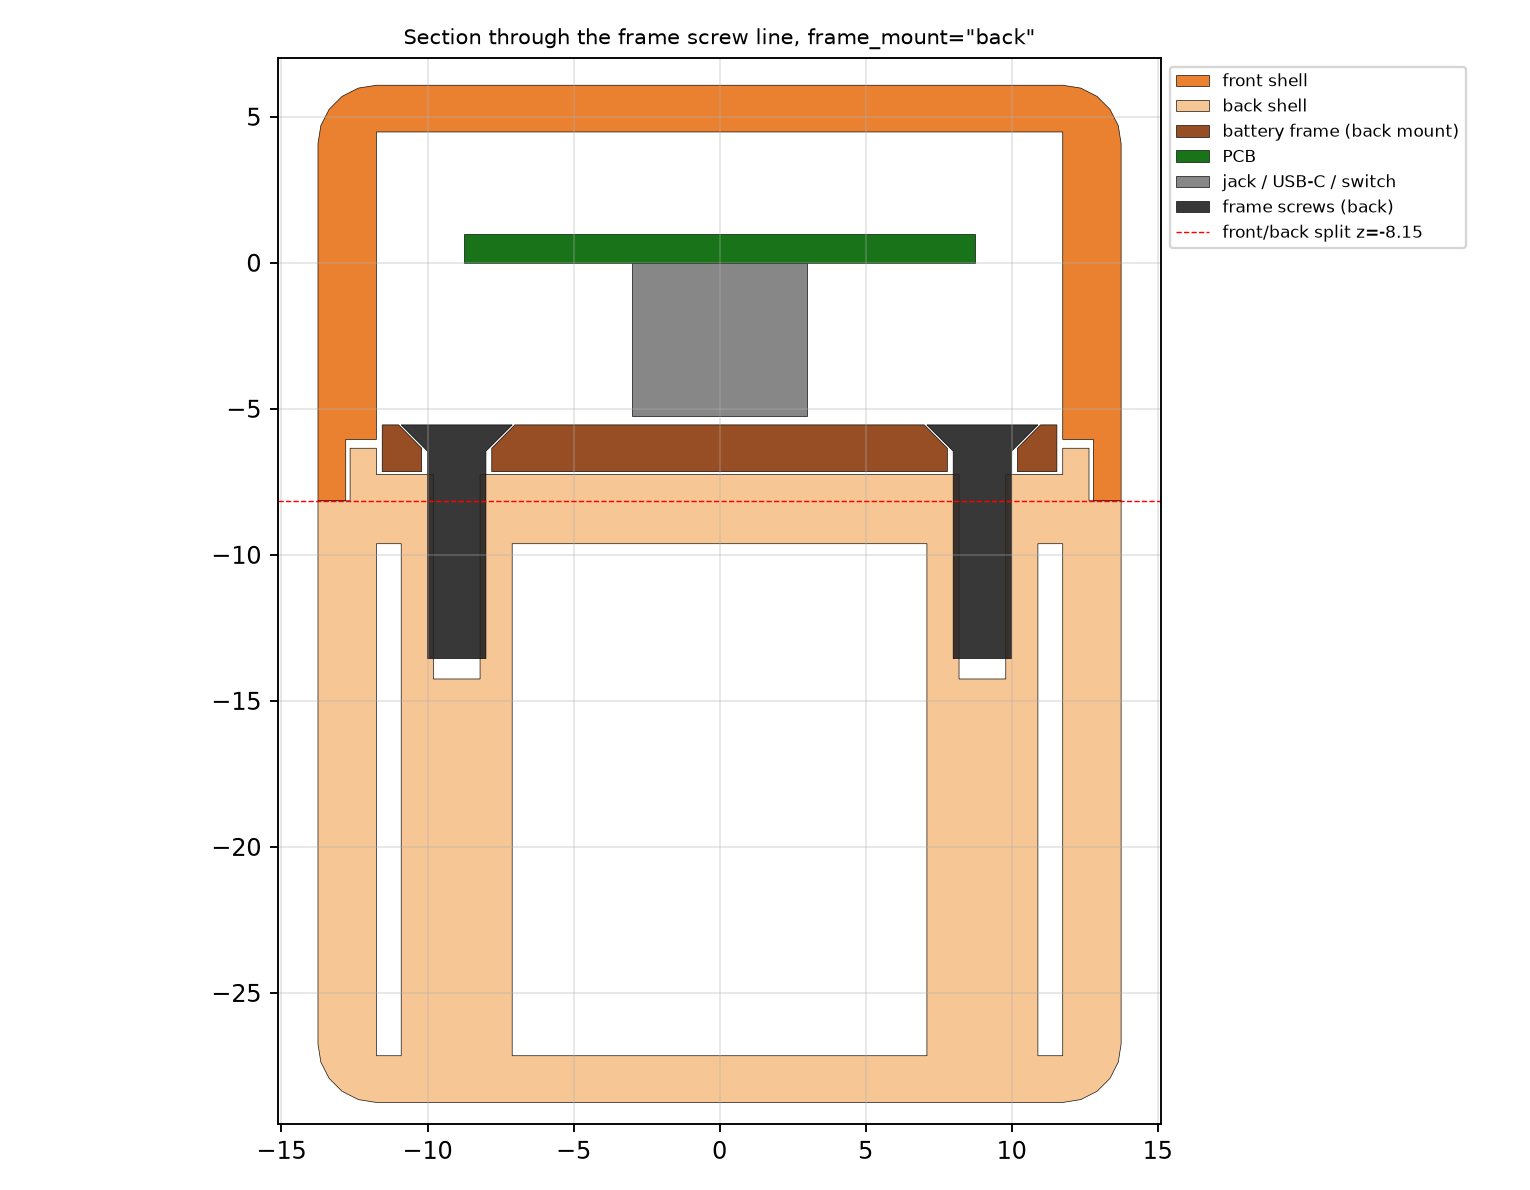 Section through the frame screw line, frame_mount="back"
front shell
back shell
battery frame (back mount)
PCB
jack / USB-C / switch
frame screws (back)
front/back split z=-8.15
5
0
−5
−10
−15
−20
−25
−15
−10
−5
0
5
10
15